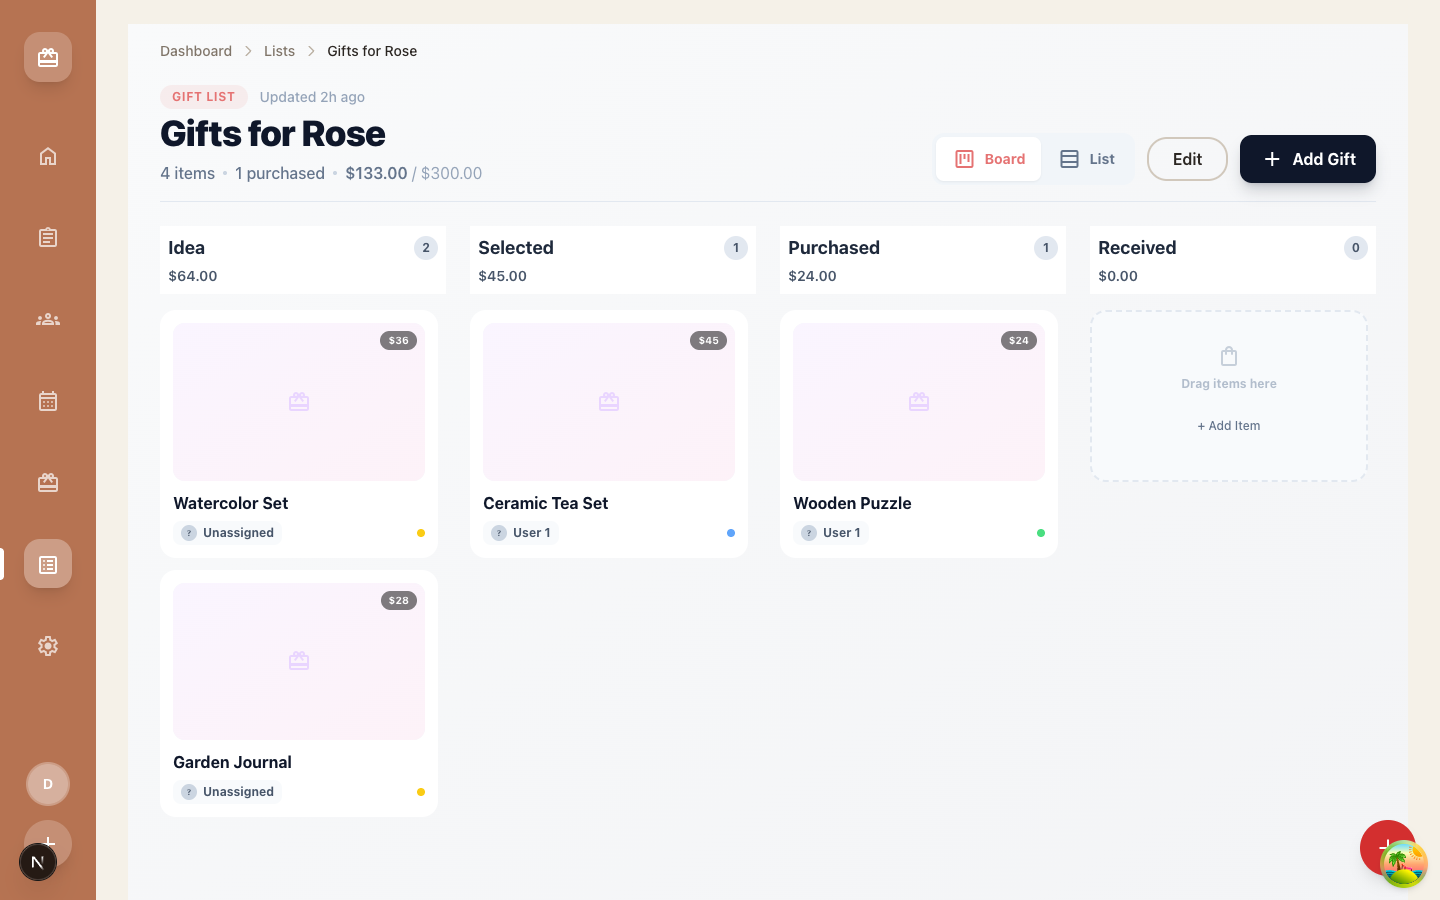 Dashboard > Lists > Gifts for Rose
GIFT LIST Updated 2h ago
Gifts for Rose
4 items • 1 purchased • $133.00 / $300.00
Board
List
Edit
+ Add Gift
Idea 2
$64.00
Selected 1
$45.00
Purchased 1
$24.00
Received 0
$0.00
$36
Watercolor Set
? Unassigned
$45
Ceramic Tea Set
? User 1
$24
Wooden Puzzle
? User 1
Drag items here
+ Add Item
$28
Garden Journal
? Unassigned
D
N